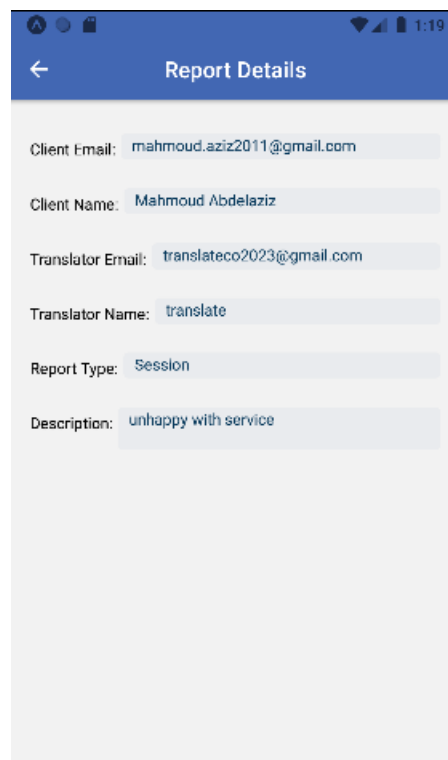 1:19
Report Details
Client Email: mahmoud.aziz2011@gmail.com
Client Name: Mahmoud Abdelaziz
Translator Email: translateco2023@gmail.com
Translator Name: translate
Report Type: Session
Description: unhappy with service